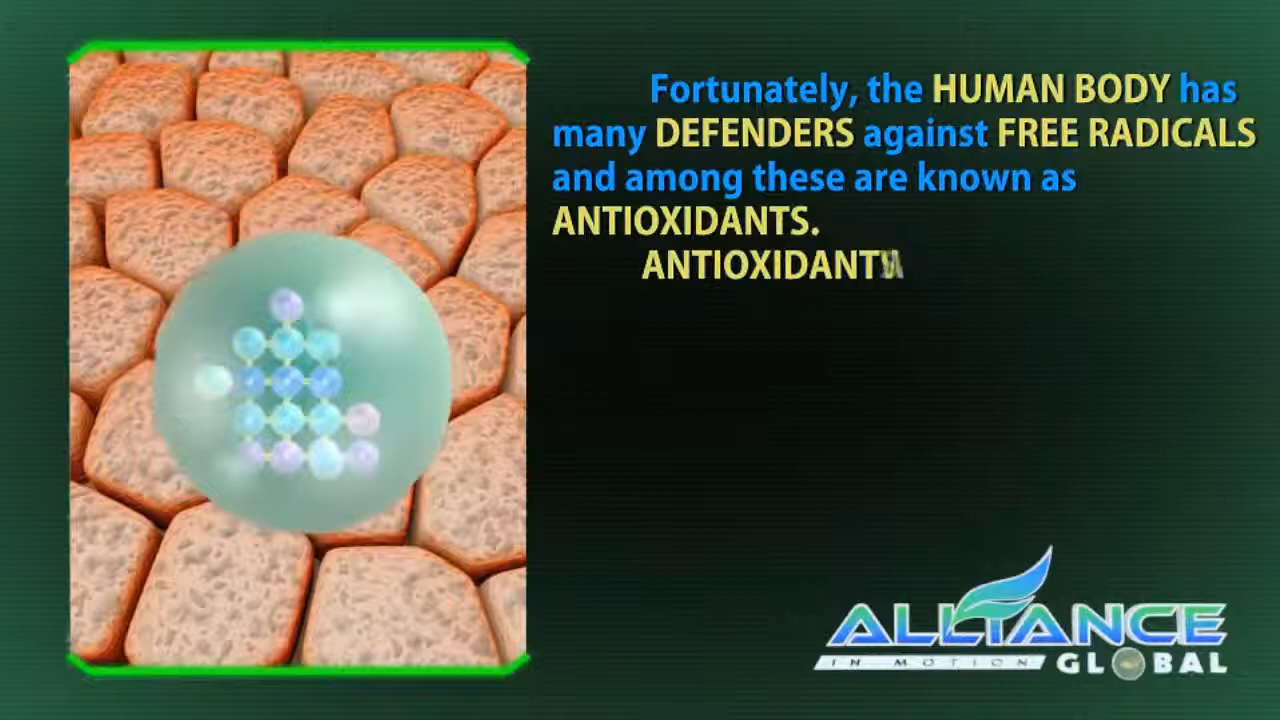 Fortunately, the HUMAN BODY has
many DEFENDERS against FREE RADICALS
and among these are known as
ANTIOXIDANTS.
ANTIOXIDANT
ALLIANCE
IN MOTION GLOBAL